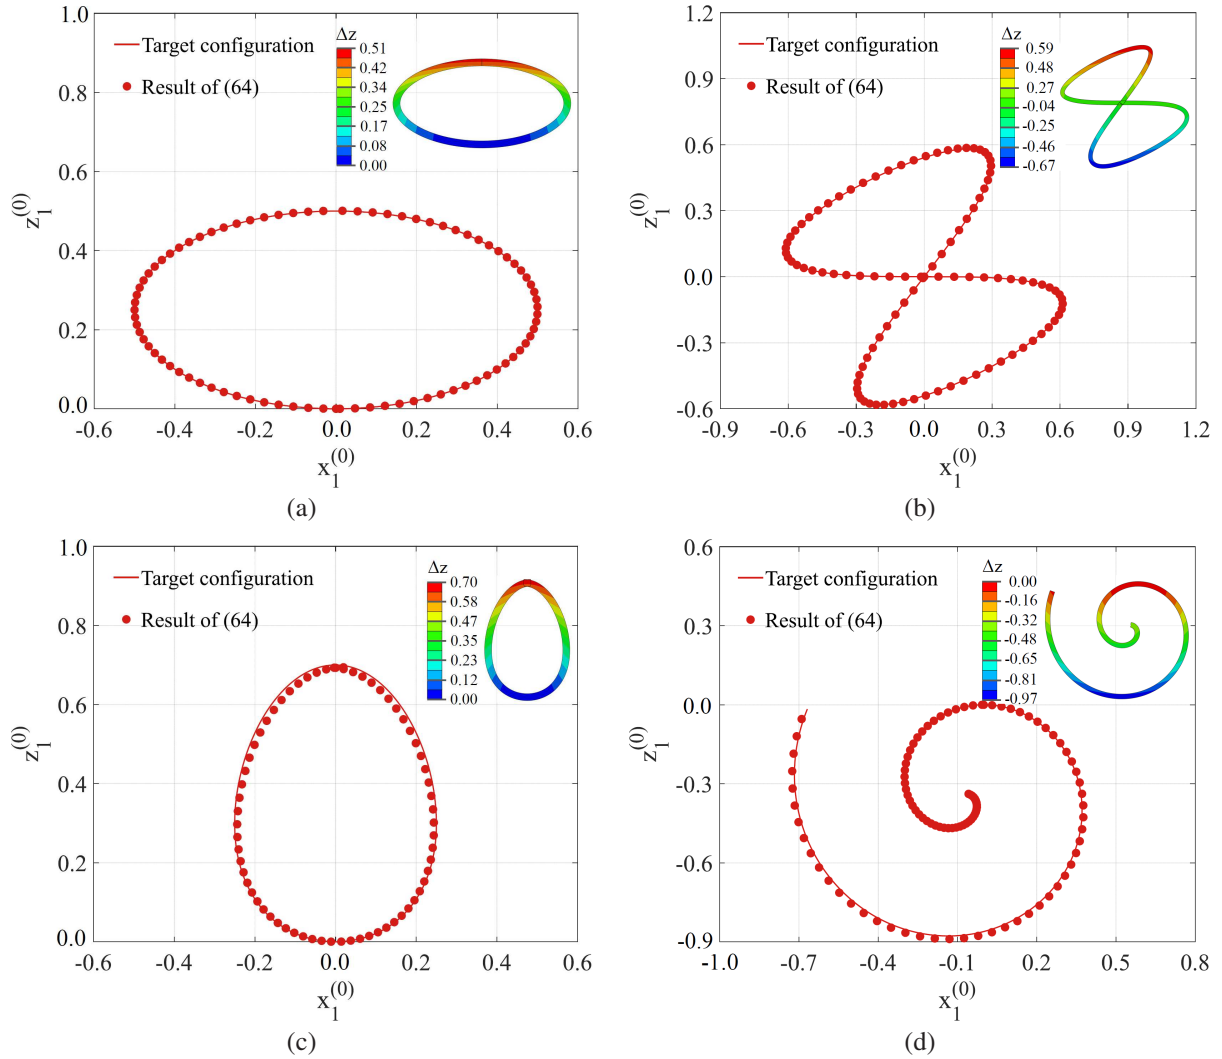 1.0
0.8
0.6
0.4
0.2
0.0
z₁⁽⁰⁾
Target configuration
Result of (64)
Δz
0.51
0.42
0.34
0.25
0.17
0.08
0.00
-0.6 -0.4 -0.2 0.0 0.2 0.4 0.6
x₁⁽⁰⁾
(a)
1.2
0.9
0.6
0.3
0.0
-0.3
-0.6
z₁⁽⁰⁾
Target configuration
Result of (64)
Δz
0.59
0.48
0.27
-0.04
-0.25
-0.46
-0.67
-0.9 -0.6 -0.3 0.0 0.3 0.6 0.9 1.2
x₁⁽⁰⁾
(b)
1.0
0.8
0.6
0.4
0.2
0.0
z₁⁽⁰⁾
Target configuration
Result of (64)
Δz
0.70
0.58
0.47
0.35
0.23
0.12
0.00
-0.6 -0.4 -0.2 0.0 0.2 0.4 0.6
x₁⁽⁰⁾
(c)
0.6
0.3
0.0
-0.3
-0.6
-0.9
z₁⁽⁰⁾
Target configuration
Result of (64)
Δz
0.00
-0.16
-0.32
-0.48
-0.65
-0.81
-0.97
-1.0 -0.7 -0.4 -0.1 0.2 0.5 0.8
x₁⁽⁰⁾
(d)